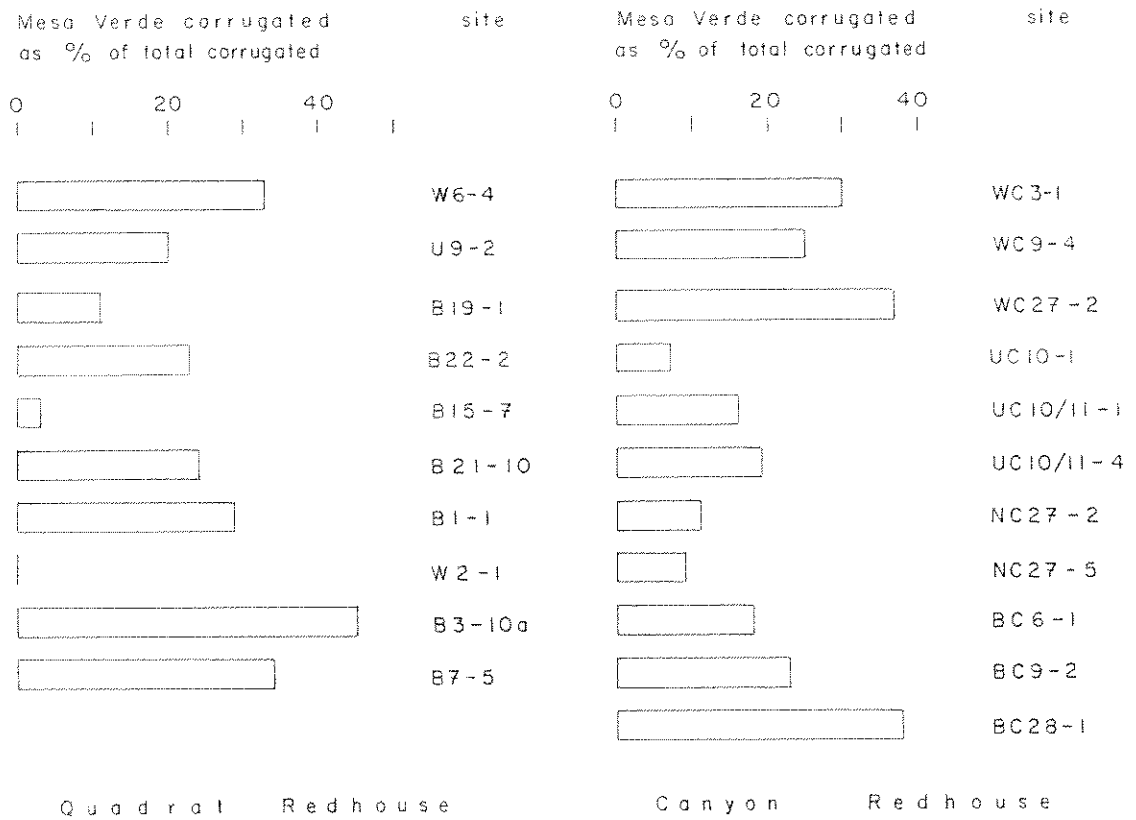 Mesa Verde corrugated site
as % of total corrugated
0 20 40
W6-4
U9-2
B19-1
B22-2
B15-7
B21-10
B1-1
W2-1
B3-10a
B7-5
Quadrat Redhouse
Mesa Verde corrugated site
as % of total corrugated
0 20 40
WC3-1
WC9-4
WC27-2
UC10-1
UC10/11-1
UC10/11-4
NC27-2
NC27-5
BC6-1
BC9-2
BC28-1
Canyon Redhouse